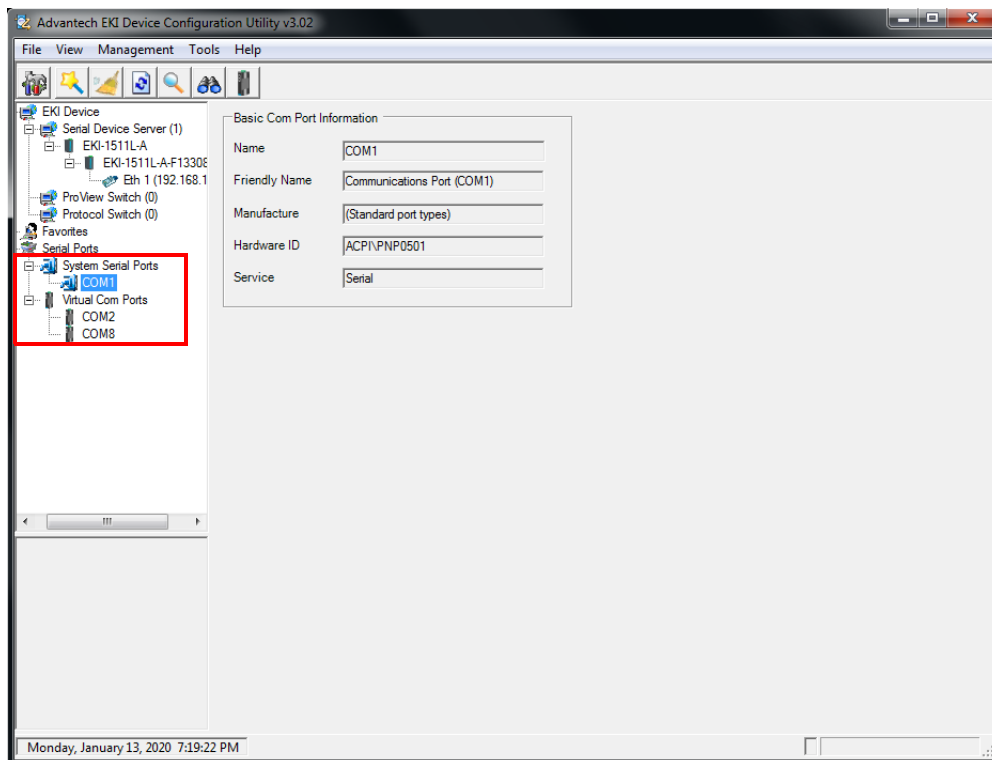 Advantech EKI Device Configuration Utility v3.02
File View Management Tools Help
EKI Device
Serial Device Server (1)
EKI-1511L-A
EKI-1511L-A-F1330
Eth 1 (192.168.1
ProView Switch (0)
Protocol Switch (0)
Favorites
Serial Ports
System Serial Ports
COM1
Virtual Com Ports
COM2
COM8
Basic Com Port Information
Name COM1
Friendly Name Communications Port (COM1)
Manufacture (Standard port types)
Hardware ID ACPI\PNP0501
Service Serial
Monday, January 13, 2020 7:19:22 PM